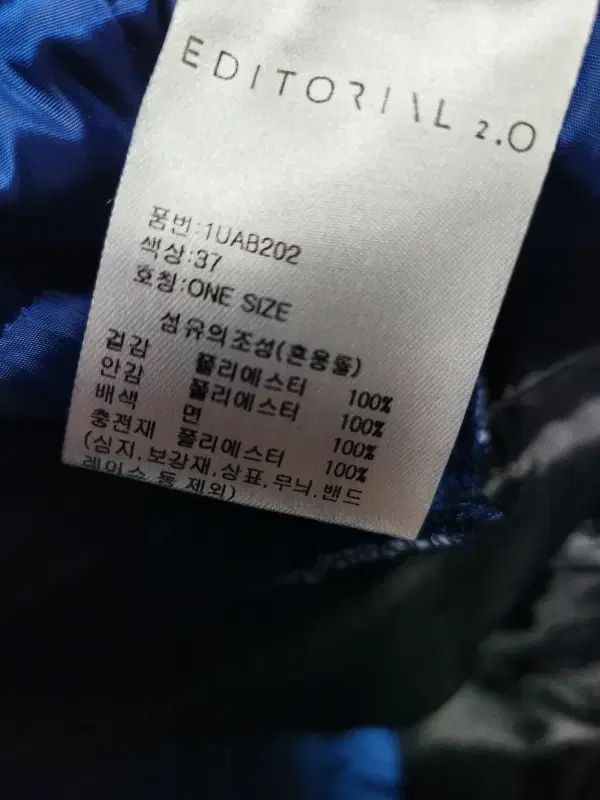 EDITORIAL 2.0
품번:1UAB202
색상:37
호칭:ONE SIZE
섬유의조성(혼용률)
겉감 폴리에스터 100%
안감 폴리에스터 100%
배색 면 100%
충전재 폴리에스터 100%
(심지.보강재.상표.무늬.밴드
레이스 등 제외)